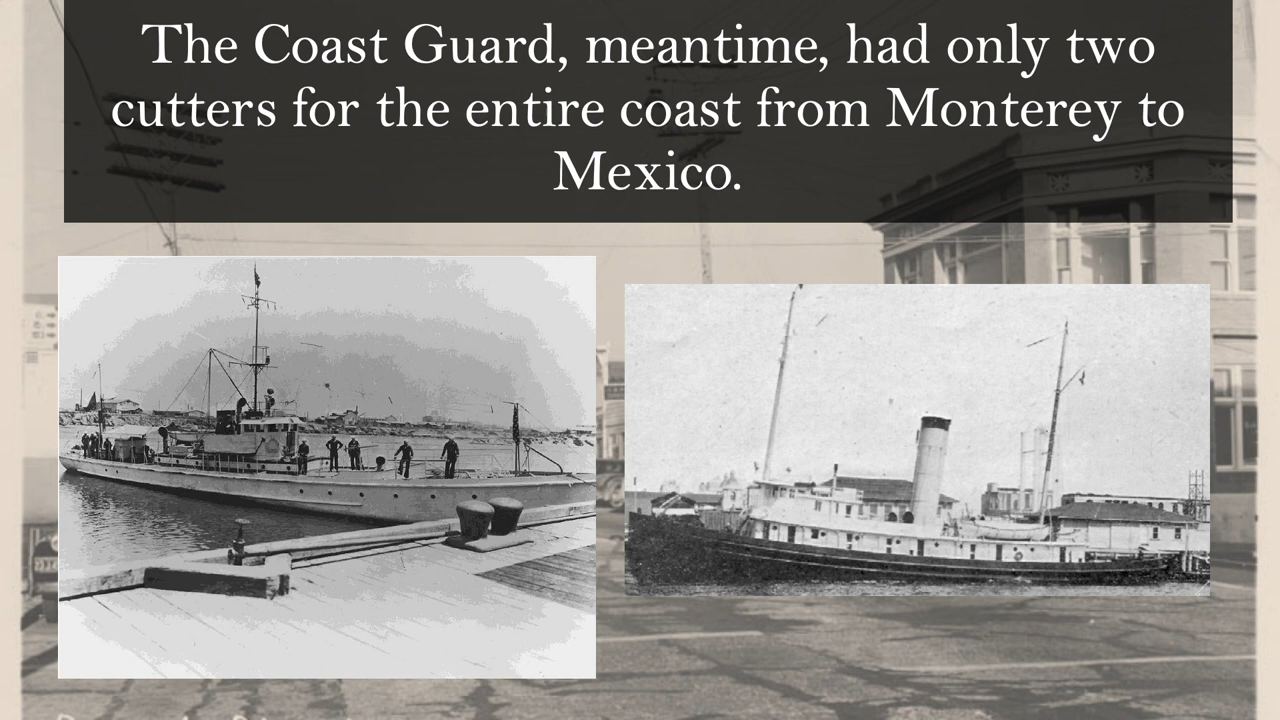 The Coast Guard, meantime, had only two
cutters for the entire coast from Monterey to
Mexico.